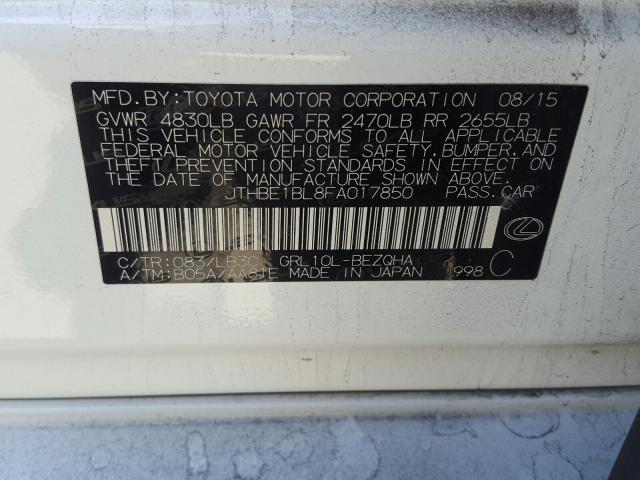 MFD.BY:TOYOTA MOTOR CORPORATION 08/15
GVWR 4830LB GAWR FR 2470LB RR 2655LB
THIS VEHICLE CONFORMS TO ALL APPLICABLE
FEDERAL MOTOR VEHICLE SAFETY,BUMPER,AND
THEFT PREVENTION STANDARDS IN EFFECT ON
THE DATE OF MANUFACTURE SHOWN ABOVE.
JTHBE1BL8FA017850 PASS.CAR
C/TR:083/LB30 GRL10L-BEZQHA
A/TM:B05A/AA81E MADE IN JAPAN 998 C